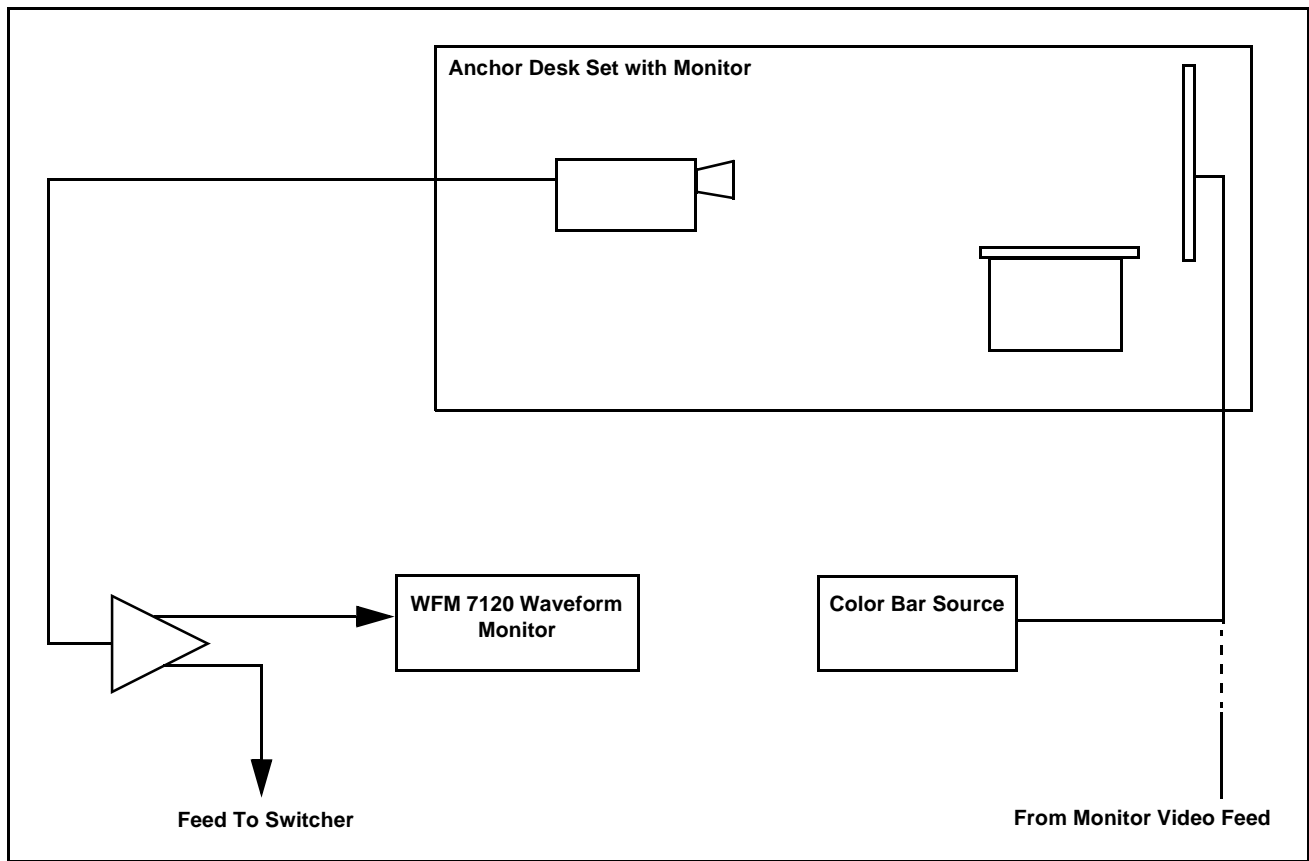 Anchor Desk Set with Monitor
WFM 7120 Waveform
Monitor
Color Bar Source
Feed To Switcher
From Monitor Video Feed